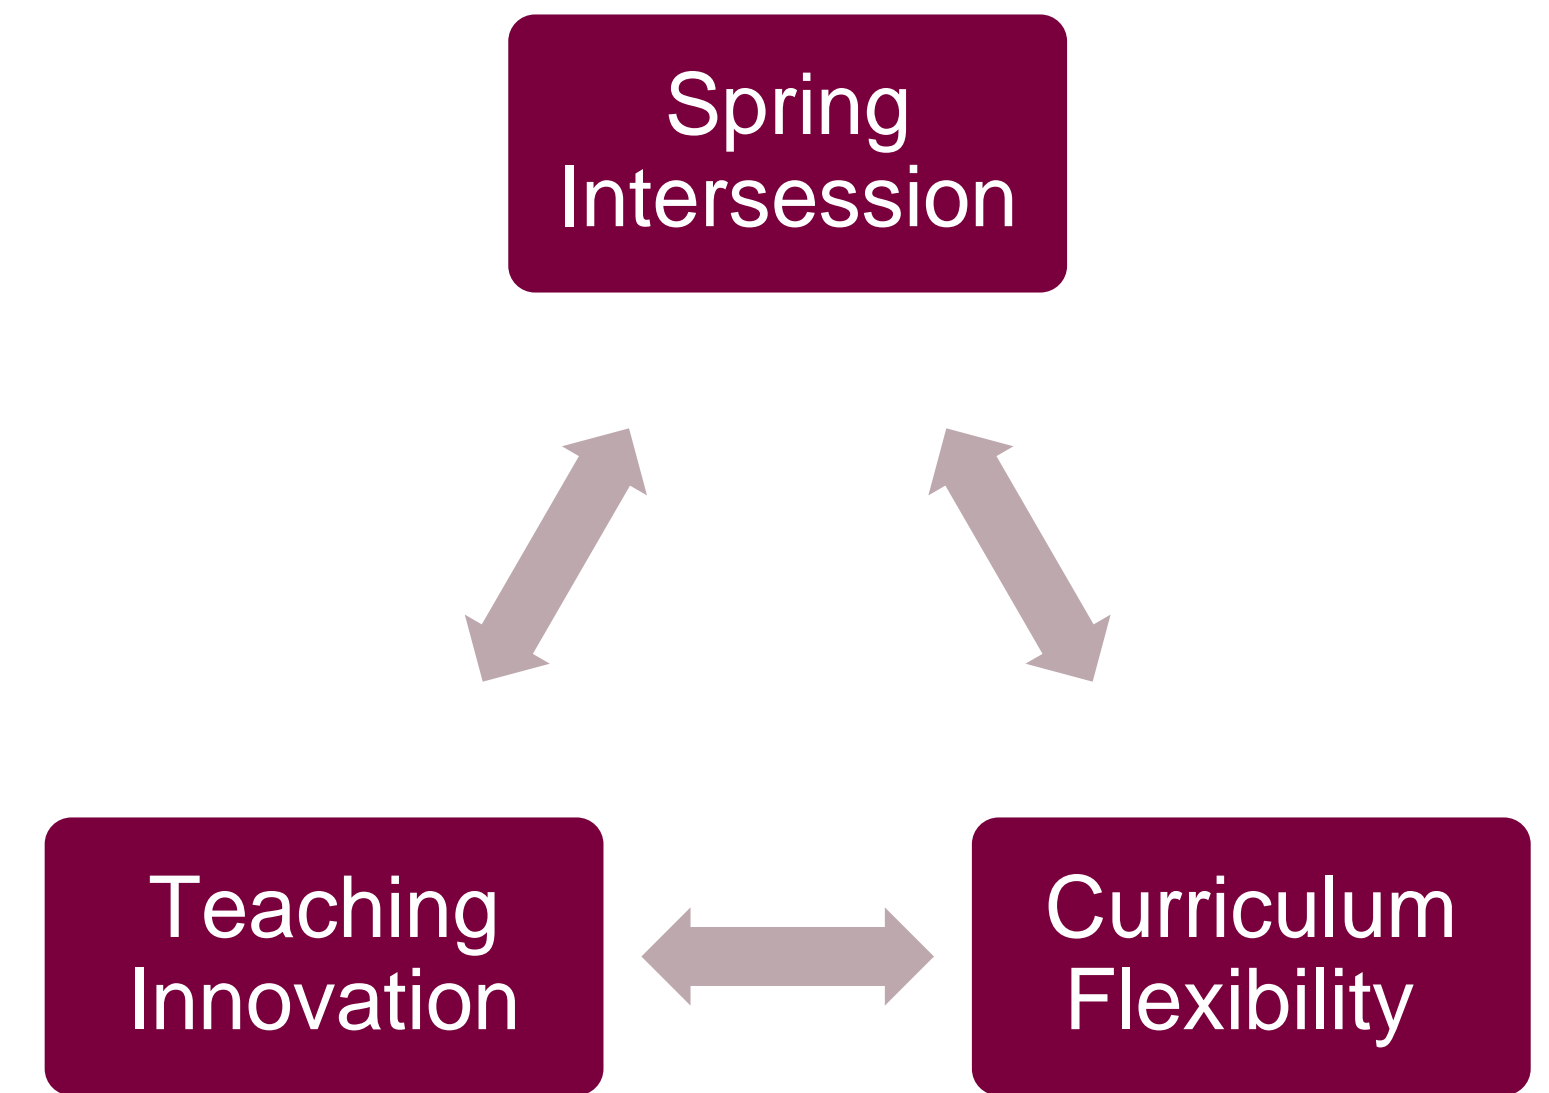 Spring
Intersession
Teaching
Innovation
Curriculum
Flexibility